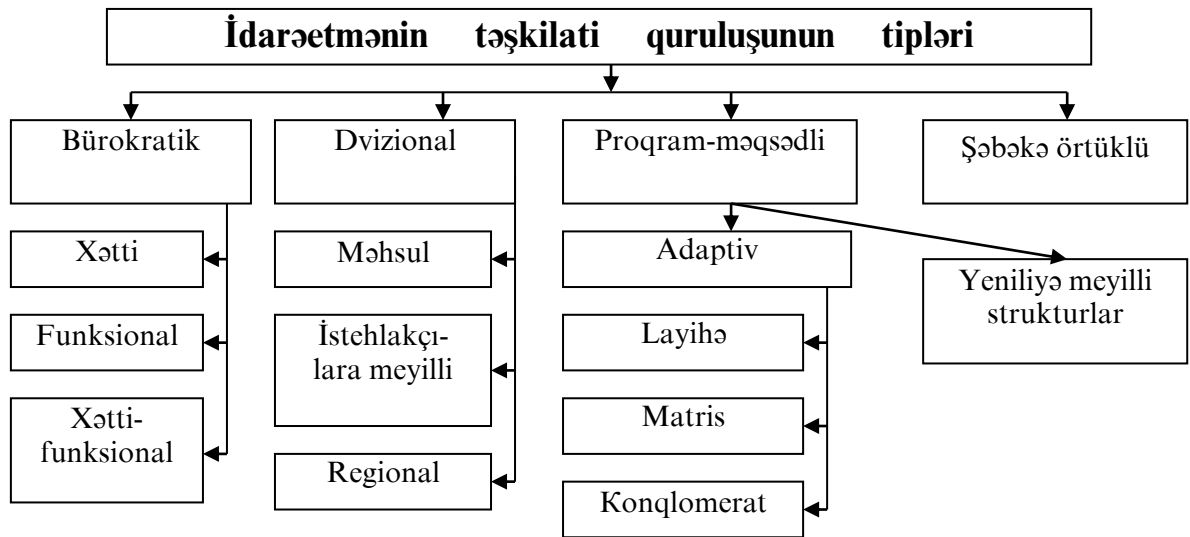 İdarəetmənin təşkilati quruluşunun tipləri
Bürokratik
Dvizional
Proqram-məqsədli
Şəbəkə örtüklü
Xətti
Məhsul
Adaptiv
Yeniliyə meyilli
strukturlar
Funksional
İstehlakçı-
lara meyilli
Layihə
Xətti-
funksional
Matris
Regional
Konqlomerat